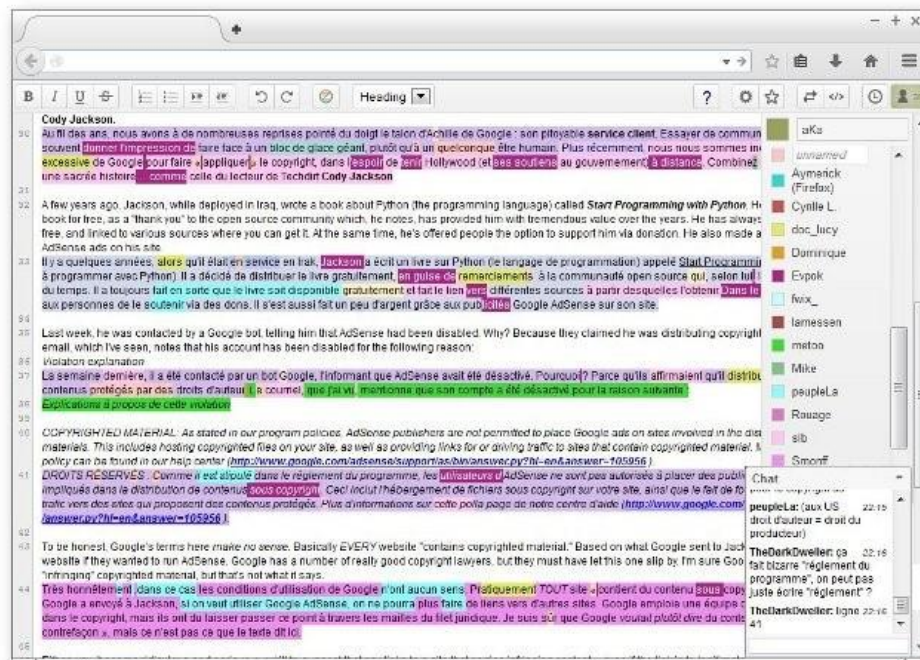 B I U S
Heading
?
</>
Cody Jackson.
30 Au fil des ans, nous avons à de nombreuses reprises pointé du doigt le talon d'Achille de Google : son pitoyable service client. Essayer de commun
souvent donner l'impression de faire face à un bloc de glace géant, plutôt qu'à un quelconque être humain. Plus récemment, nous nous sommes in
excessive de Google pour faire « appliquer » le copyright, dans l'espoir de tenir Hollywood (et ses soutiens au gouvernement) à distance. Combinez
une sacrée histoire... comme celle du lecteur de Techdirt Cody Jackson
31
32 A few years ago, Jackson, while deployed in Iraq, wrote a book about Python (the programming language) called Start Programming with Python. He
book for free, as a "thank you" to the open source community which, he notes, has provided him with tremendous value over the years. He has always
free, and linked to various sources where you can get it. At the same time, he's offered people the option to support him via donation. He also made a
AdSense ads on his site.
33 Il y a quelques années, alors qu'il était en service en Irak, Jackson a écrit un livre sur Python (le langage de programmation) appelé Start Programmin
à programmer avec Python). Il a décidé de distribuer le livre gratuitement, en guise de remerciements à la communauté open source qui, selon lui
du temps. Il a toujours fait en sorte que le livre soit disponible gratuitement et fait le lien vers différentes sources à partir desquelles l'obtenir. Dans le
aux personnes de le soutenir via des dons. Il s'est aussi fait un peu d'argent grâce aux publicités Google AdSense sur son site.
34
35 Last week, he was contacted by a Google bot, telling him that AdSense had been disabled. Why? Because they claimed he was distributing copyright
email, which I've seen, notes that his account has been disabled for the following reason:
36 Violation explanation
37 La semaine dernière, il a été contacté par un bot Google, l'informant que AdSense avait été désactivé. Pourquoi ? Parce qu'ils affirmaient qu'il distribu
contenus protégés par des droits d'auteur. Le courriel, que j'ai vu, mentionne que son compte a été désactivé pour la raison suivante :
38 Explications à propos de cette violation
39
40 COPYRIGHTED MATERIAL: As stated in our program policies, AdSense publishers are not permitted to place Google ads on sites involved in the dis
materials. This includes hosting copyrighted files on your site, as well as providing links for or driving traffic to sites that contain copyrighted material. M
policy can be found in our help center (http://www.google.com/adsense/support/as/bin/answer.py?hl=en&answer=105956 )
41 DROITS RÉSERVÉS : Comme il est stipulé dans le règlement du programme, les utilisateurs d'AdSense ne sont pas autorisés à placer des public
impliqués dans la distribution de contenus sous copyright. Ceci inclut l'hébergement de fichiers sous copyright sur votre site, ainsi que le fait de fo
trafic vers des sites qui proposent des contenus protégés. Plus d'informations sur cette polla page de notre centre d'aide (http://www.google.com
/answer.py?hl=en&answer=105956 ).
42
43 To be honest, Google's terms here make no sense. Basically EVERY website "contains copyrighted material." Based on what Google sent to Jack
website if they wanted to run AdSense. Google has a number of really good copyright lawyers, but they must have let this one slip by. I'm sure Goo
"infringing" copyrighted material, but that's not what it says.
44 Très honnêtement ,dans ce cas les conditions d'utilisation de Google n'ont aucun sens. Pratiquement TOUT site « contient du contenu sous cop
Google a envoyé à Jackson, si on veut utiliser Google AdSense, on ne pourra plus faire de liens vers d'autres sites. Google emploie une équipe d
dans le copyright, mais ils ont dû laisser passer ce point à travers les mailles du filet juridique. Je suis sûr que Google voulait plutôt dire du conte
contrefaçon », mais ce n'est pas ce que le texte dit ici.
aKa
unnamed
Aymerick
(Firefox)
Cyrille L.
doc_lucy
Dominique
Evpok
fwix_
lamessen
metoo
Mike
peupleLa
Rouage
slb
Smonff
Chat
peupleLa: (aux US 22:15
droit d'auteur = droit du
producteur)
TheDarkDweller: ça 22:16
fait bizarre "règlement du
programme", on peut pas
juste écrire "règlement" ?
TheDarkDweller: ligne 22:16
41